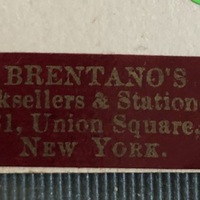 BRENTANO'S
ksellers & Station
1, Union Square.
NEW YORK.